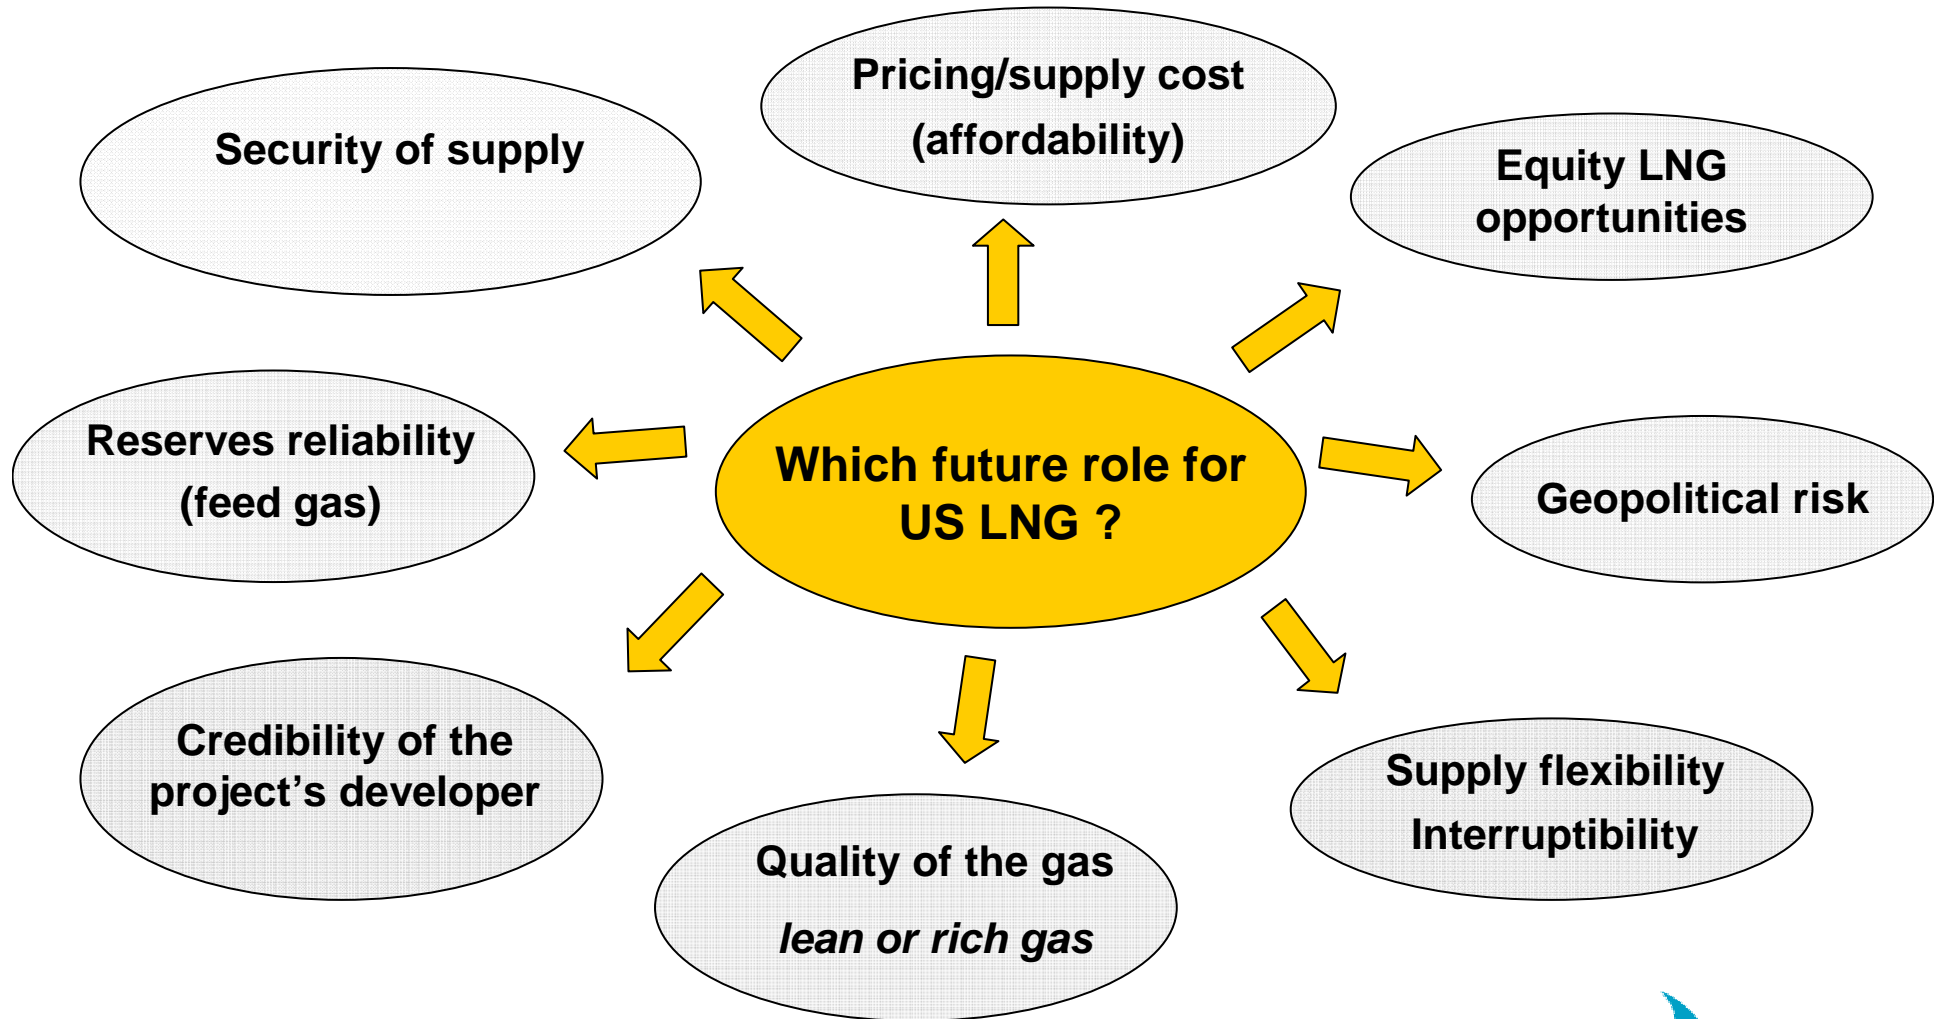 Pricing/supply cost
(affordability)
Security of supply
Equity LNG
opportunities
Reserves reliability
(feed gas)
Which future role for
US LNG ?
Geopolitical risk
Credibility of the
project’s developer
Supply flexibility
Interruptibility
Quality of the gas
lean or rich gas